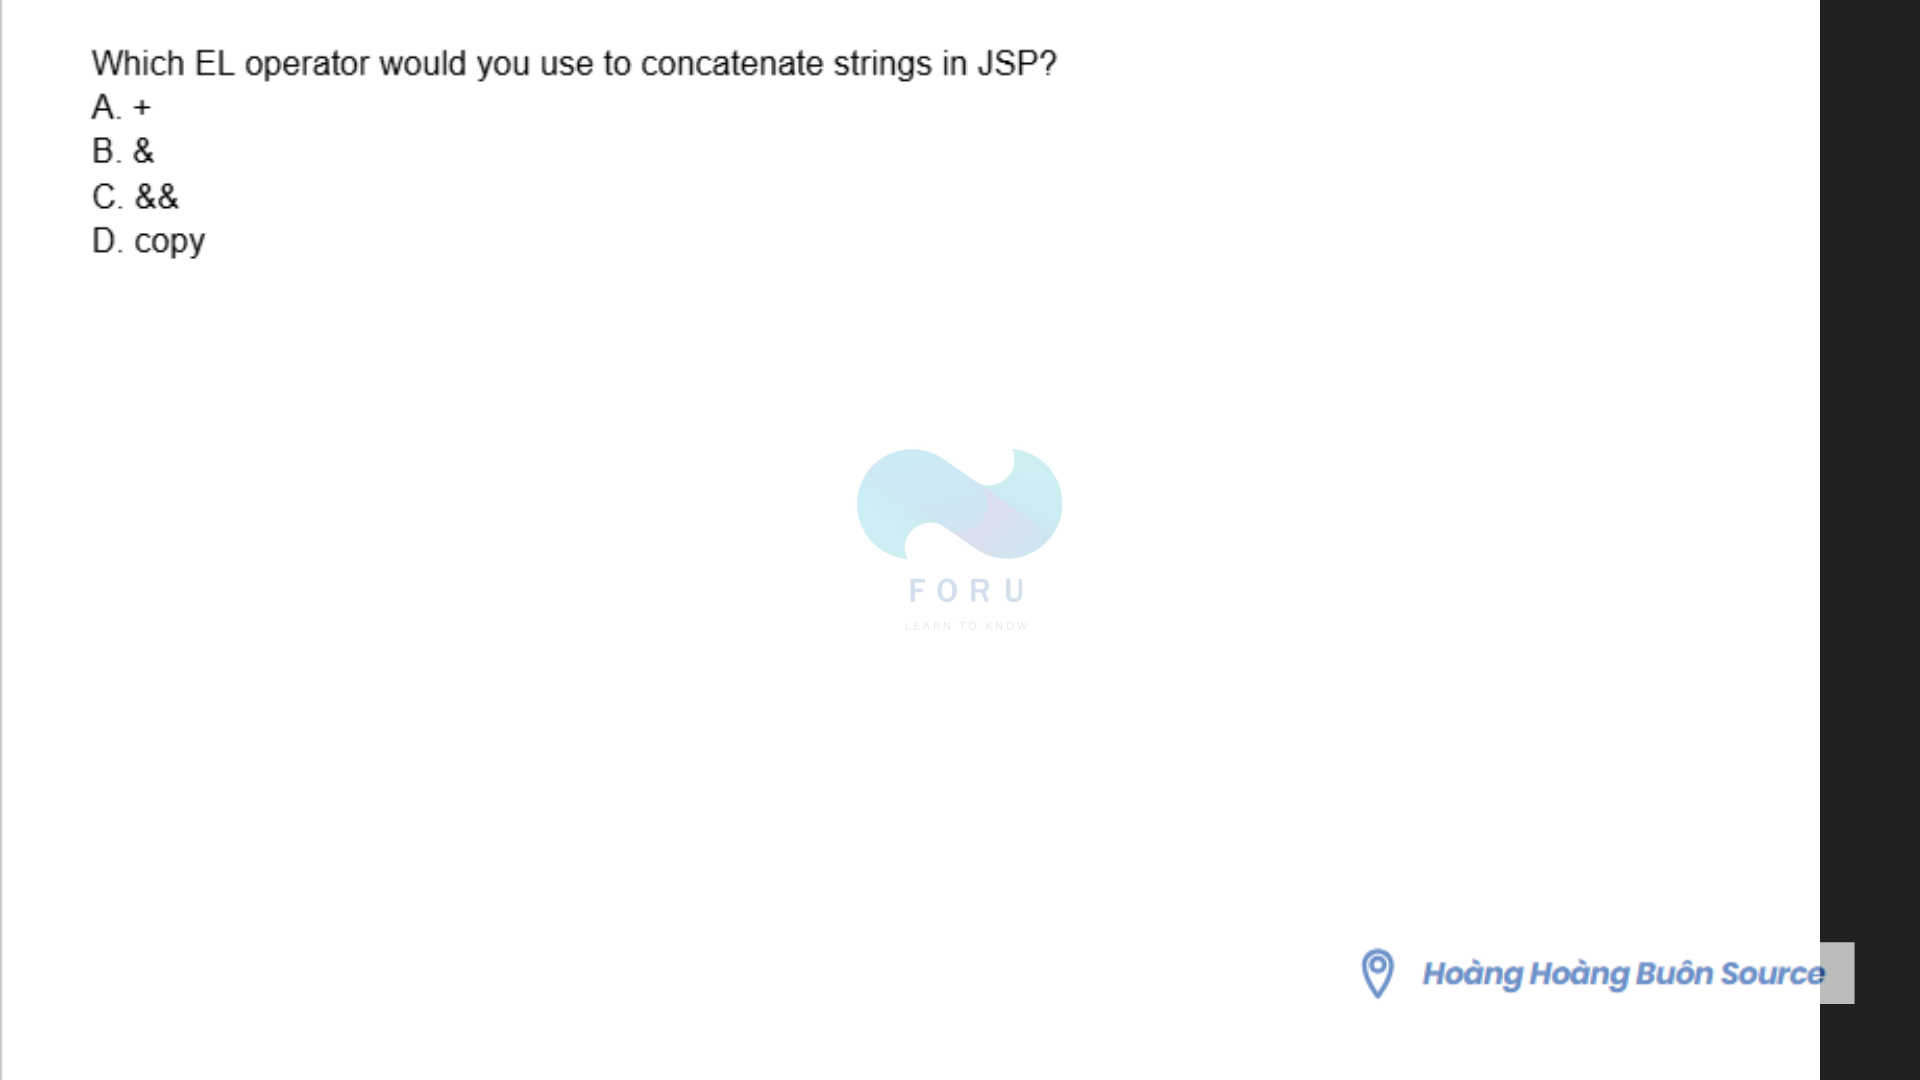 Which EL operator would you use to concatenate strings in JSP?
A. +
B. &
C. &&
D. copy
FORU
LEARN TO KNOW
Hoàng Hoàng Buôn Source